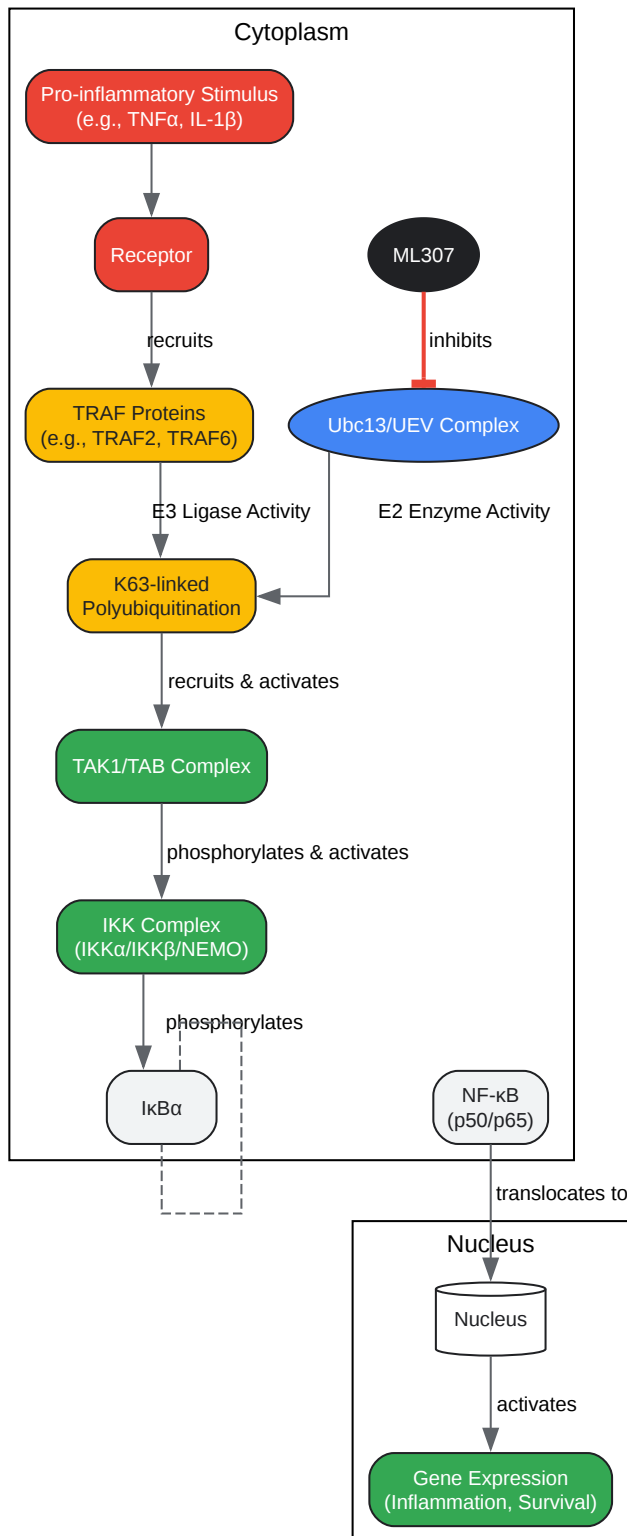 Cytoplasm
Pro-inflammatory Stimulus
(e.g., TNFα, IL-1β)
Receptor
ML307
recruits
inhibits
TRAF Proteins
(e.g., TRAF2, TRAF6)
Ubc13/UEV Complex
E3 Ligase Activity
E2 Enzyme Activity
K63-linked
Polyubiquitination
recruits & activates
TAK1/TAB Complex
phosphorylates & activates
IKK Complex
(IKKα/IKKβ/NEMO)
phosphorylates
IκBα
NF-κB
(p50/p65)
translocates to
Nucleus
Nucleus
activates
Gene Expression
(Inflammation, Survival)